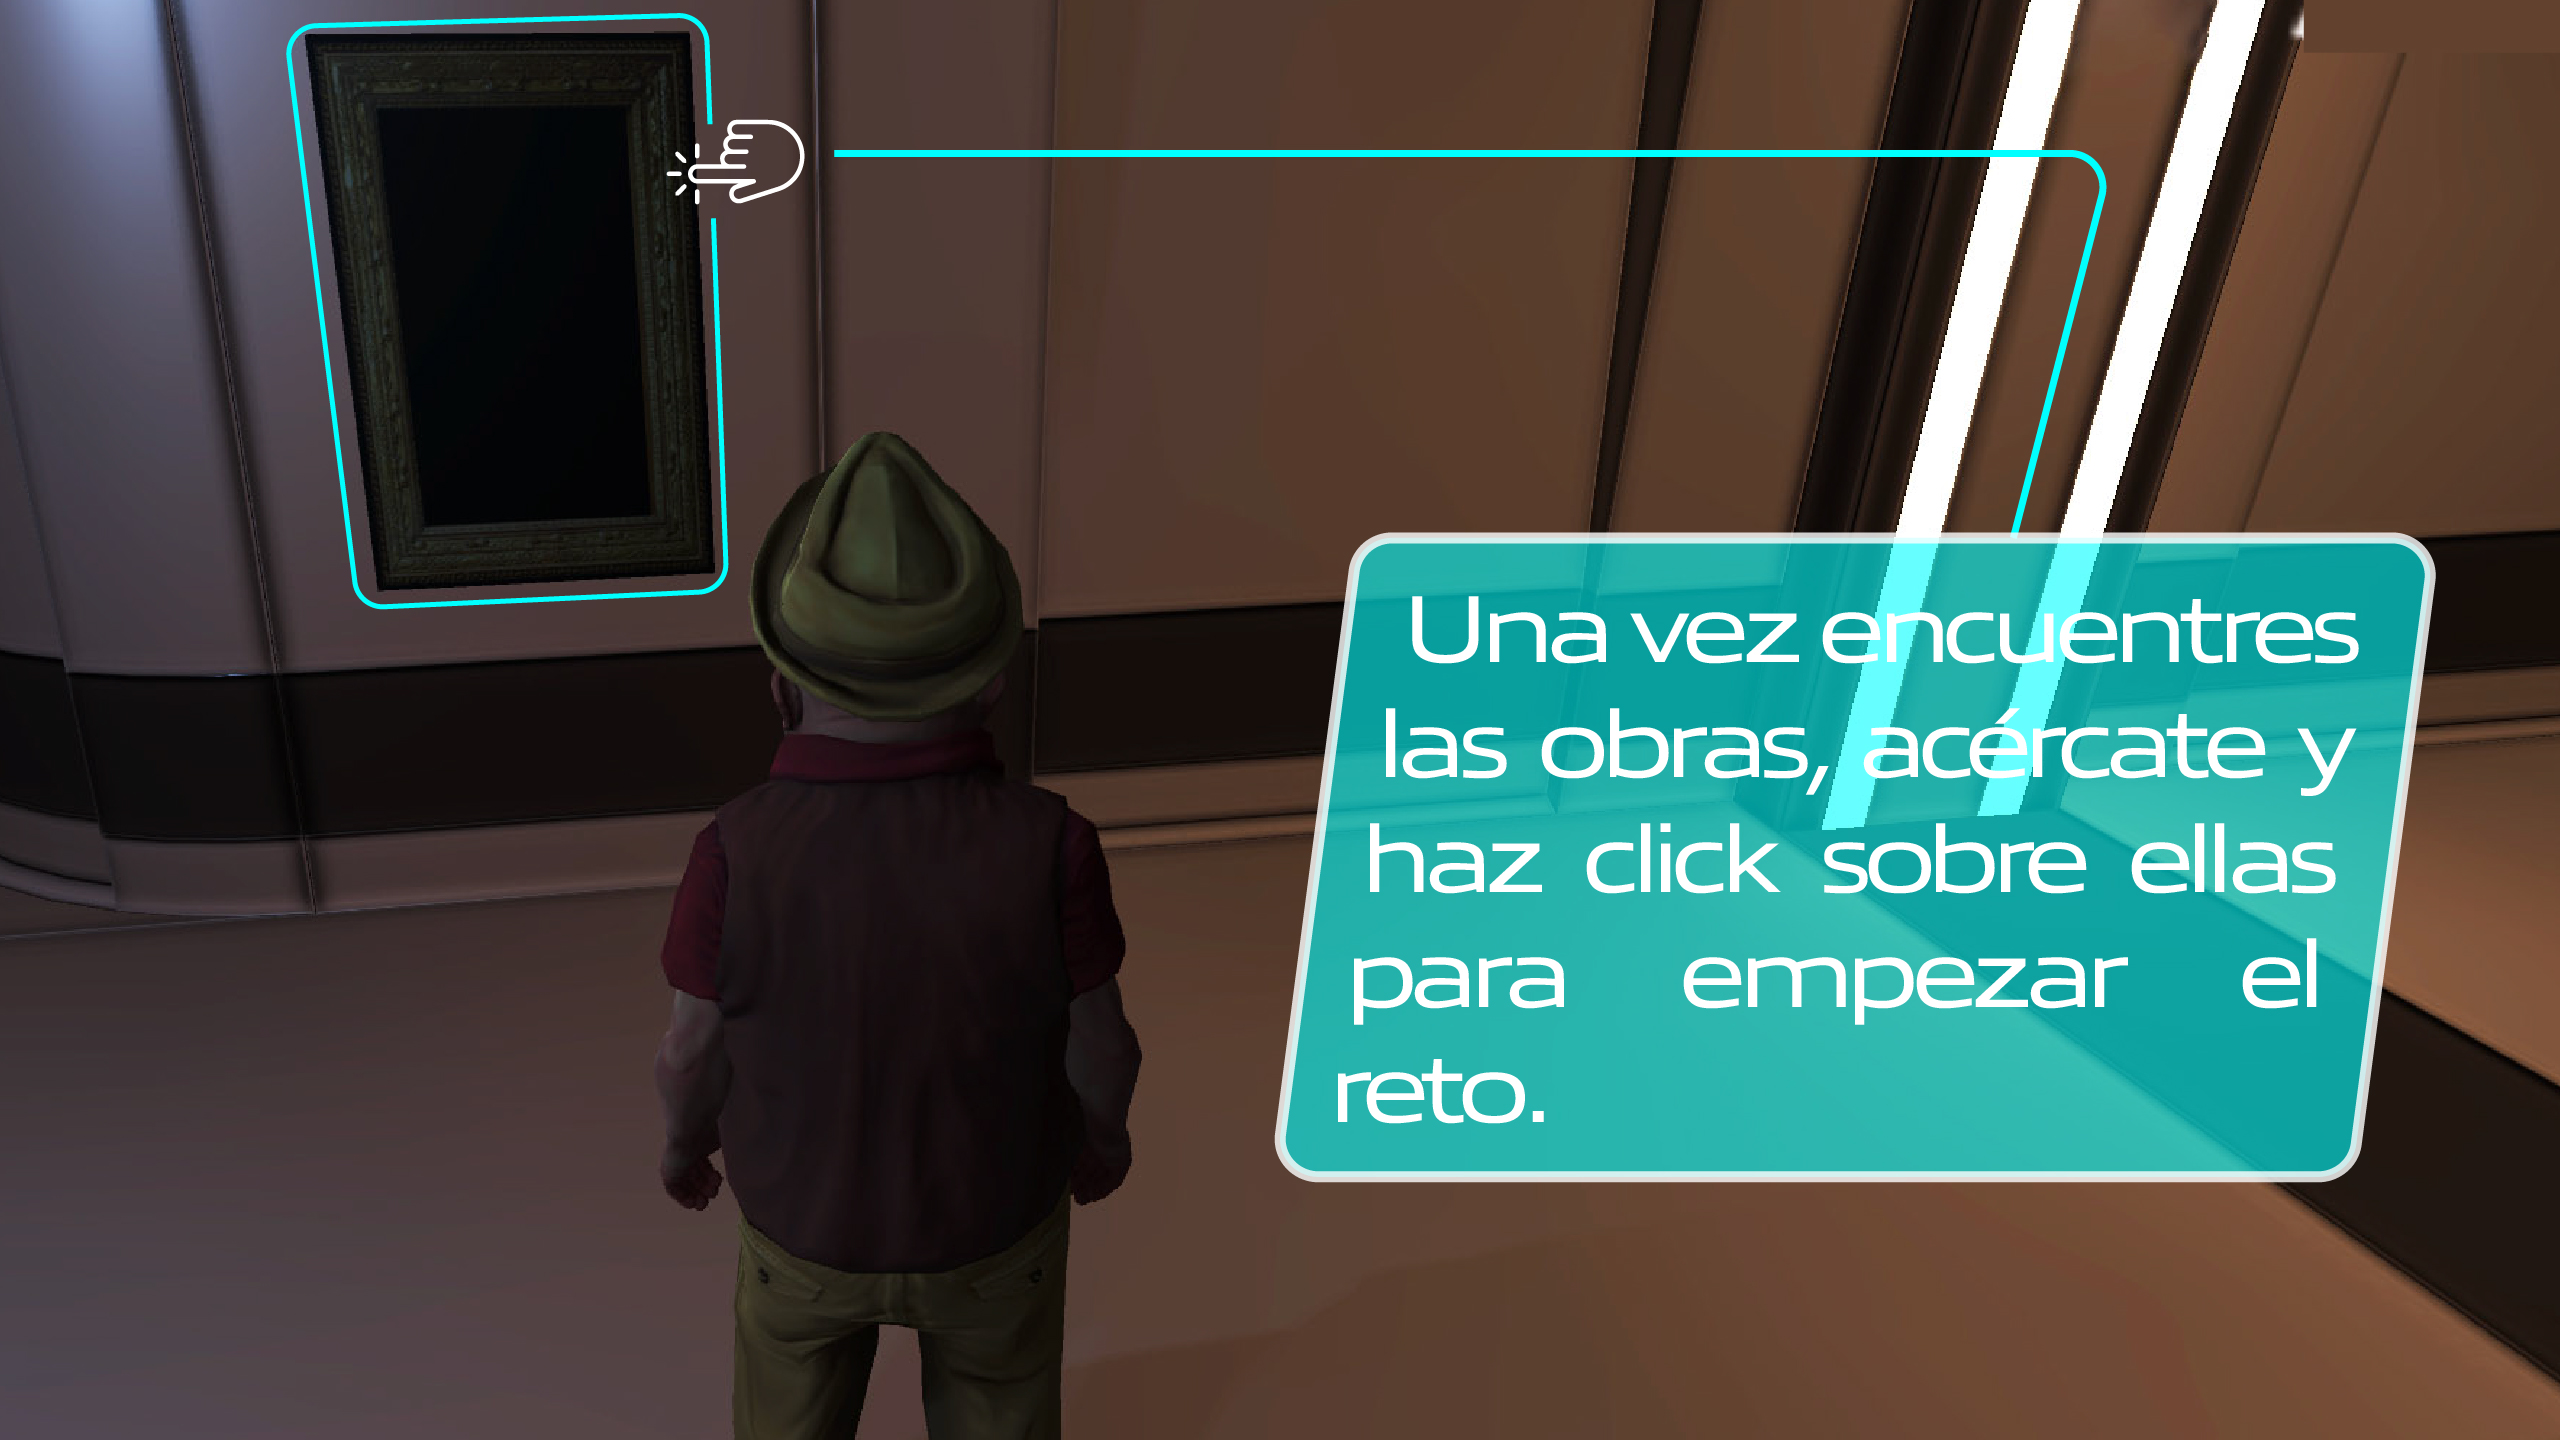 Una vez encuentres
las obras, acércate y
haz click sobre ellas
para empezar el
reto.